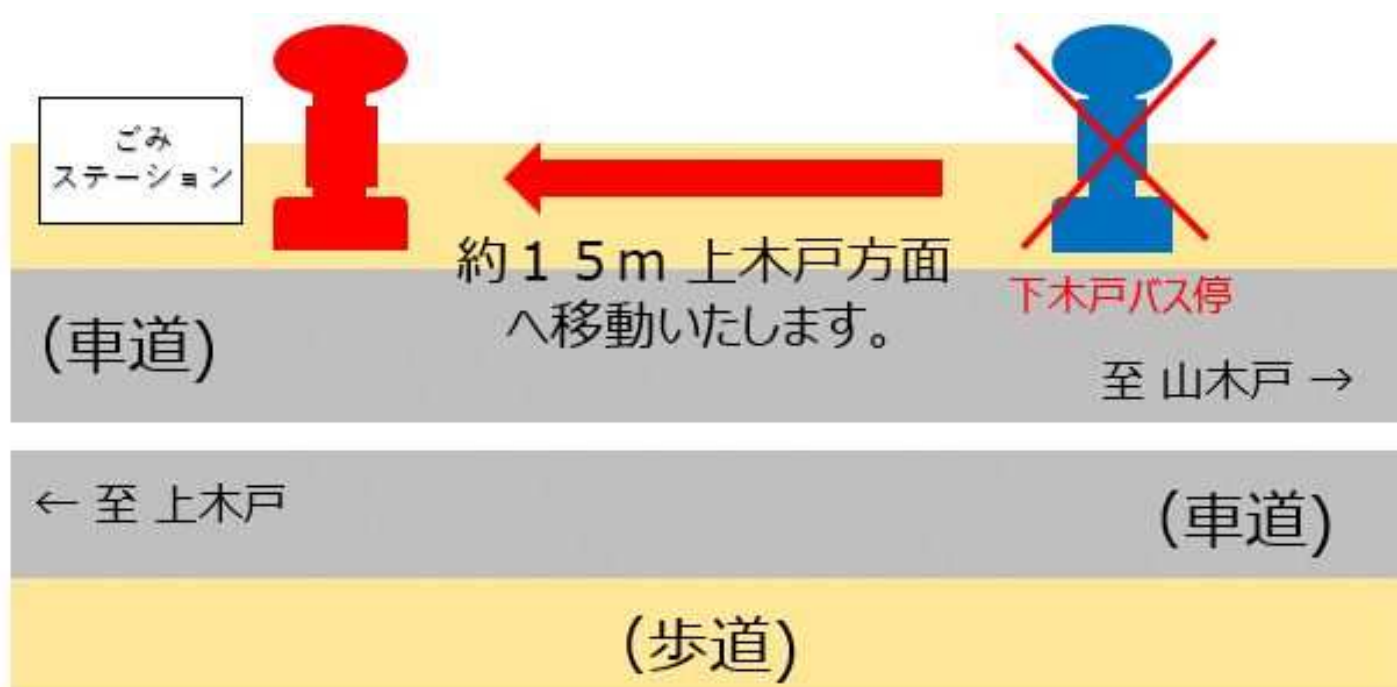 ごみ
ステーション
約１５m 上木戸方面
へ移動いたします。
下木戸バス停
(車道)
至 山木戸 →
← 至 上木戸
(車道)
(歩道)